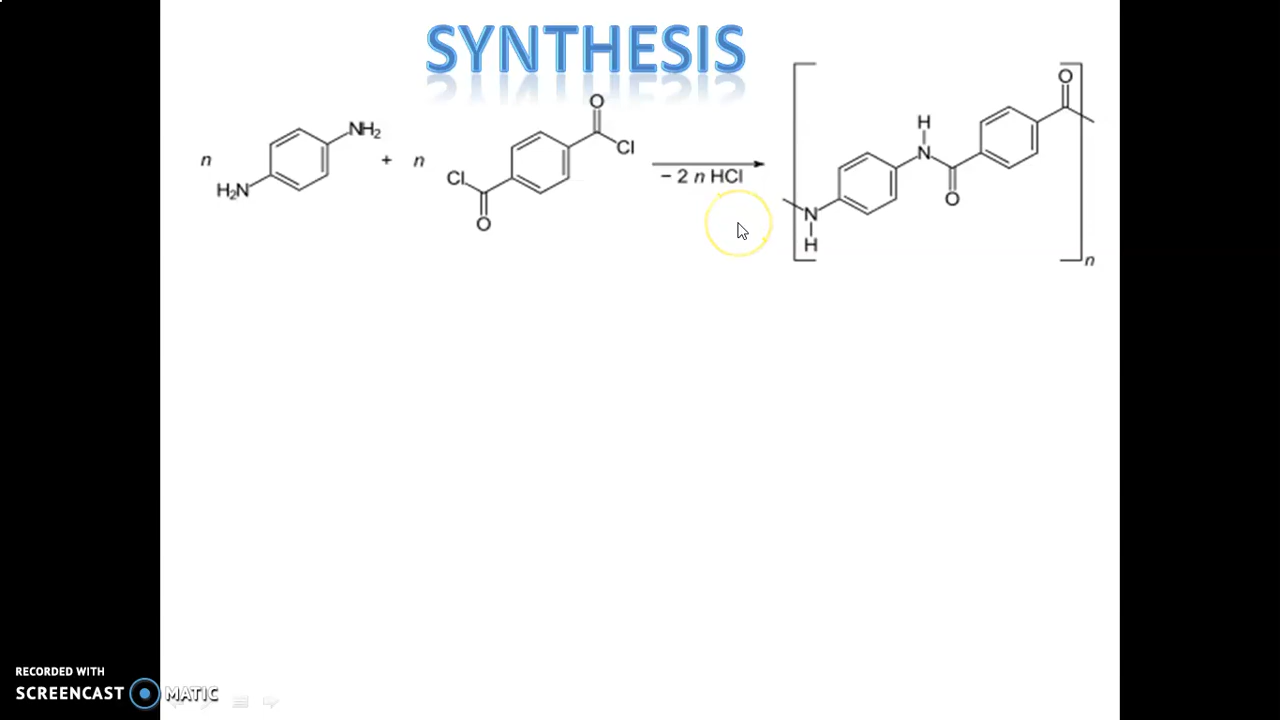 SYNTHESIS
n H₂N NH₂ + n Cl O O Cl − 2 n HCl N H H N O O n
RECORDED WITH
SCREENCAST MATIC